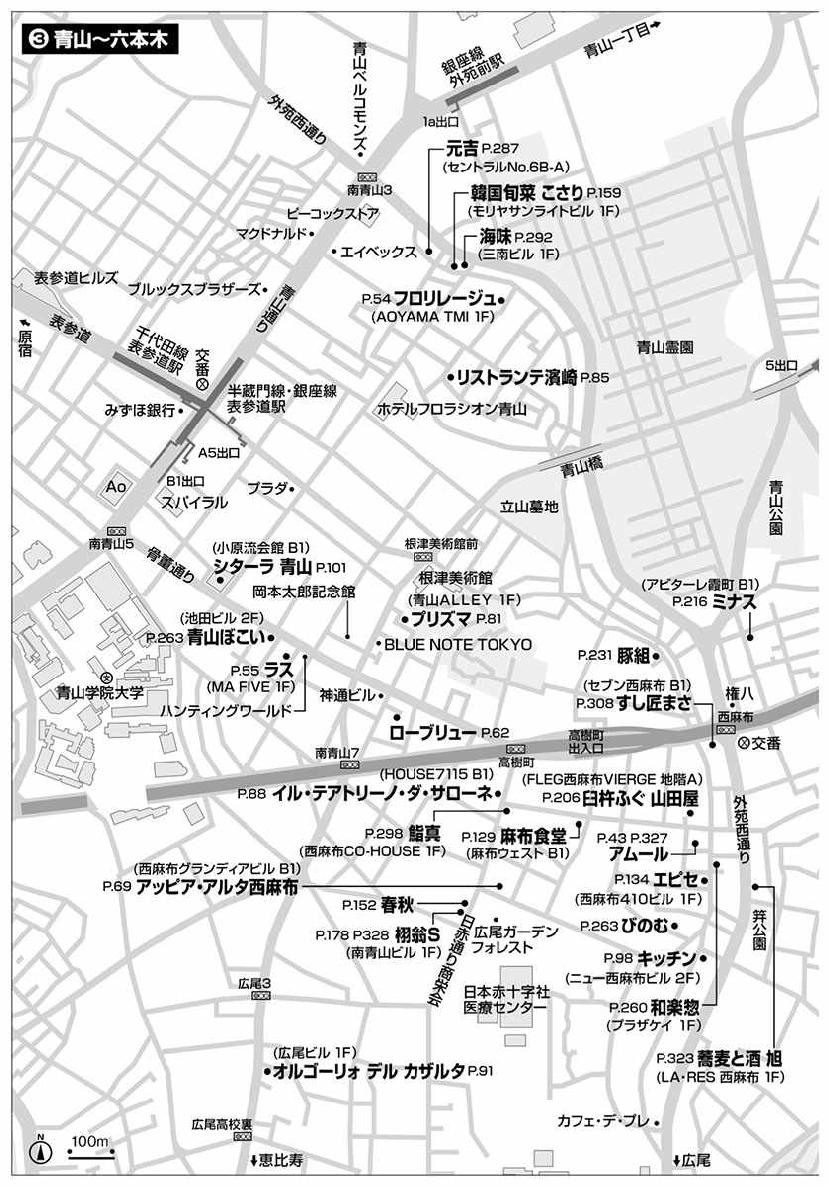 ❸ 青山〜六本木
青山一丁目
銀座線
外苑前駅
青山ベルコモンズ
外苑西通り
1a出口
元吉 P.287
(セントラルNo.6B-A)
南青山3
韓国旬菜 こさり P.159
(モリヤサンライトビル 1F)
ピーコックストア
マクドナルド
エイベックス
海味 P.292
(三南ビル 1F)
表参道ヒルズ
ブルックスブラザーズ
青山通り
P.54 フロリレージュ
(AOYAMA TMI 1F)
表参道
原宿
千代田線
表参道駅
交番
青山霊園
5出口
リストランテ濱崎 P.85
半蔵門線・銀座線
表参道駅
みずほ銀行
ホテルフロラシオン青山
A5出口
青山橋
B1出口
Ao
スパイラル
プラダ
立山墓地
青山公園
南青山5
骨董通り
根津美術館前
(小原流会館 B1)
シターラ 青山 P.101
根津美術館
岡本太郎記念館
(青山ALLEY 1F)
プリズマ P.81
(アビターレ霞町 B1)
P.216 ミナス
(池田ビル 2F)
P.263 青山ぼこい
BLUE NOTE TOKYO
P.231 豚組
P.55 ラス
(MA FIVE 1F)
青山学院大学
ハンティングワールド
神通ビル
(セブン西麻布 B1)
P.308 すし匠まさ
権八
西麻布
交番
ローブリュー P.62
高樹町
出入口
南青山7
高樹町
(HOUSE7115 B1)
P.88 イル・テアトリーノ・ダ・サローネ
(FLEG西麻布VIERGE 地階A)
P.206 臼杵ふぐ 山田屋
外苑西通り
P.298 鮨真
(西麻布CO-HOUSE 1F)
P.129 麻布食堂
(麻布ウェスト B1)
P.43 P.327
アムール
(西麻布グランディアビル B1)
P.69 アッピア・アルタ西麻布
P.134 エピセ
(西麻布410ビル 1F)
P.152 春秋
笄公園
P.178 P328 栩翁S
(南青山ビル 1F)
日赤通り商栄会
広尾ガーデン
フォレスト
P.263 びのむ
P.98 キッチン
(ニュー西麻布ビル 2F)
広尾3
日本赤十字社
医療センター
P.260 和楽惣
(プラザケイ 1F)
(広尾ビル 1F)
オルゴーリォ デル カザルタ P.91
P.323 蕎麦と酒 旭
(LA・RES 西麻布 1F)
広尾高校裏
カフェ・デ・プレ
N
100m
恵比寿
広尾